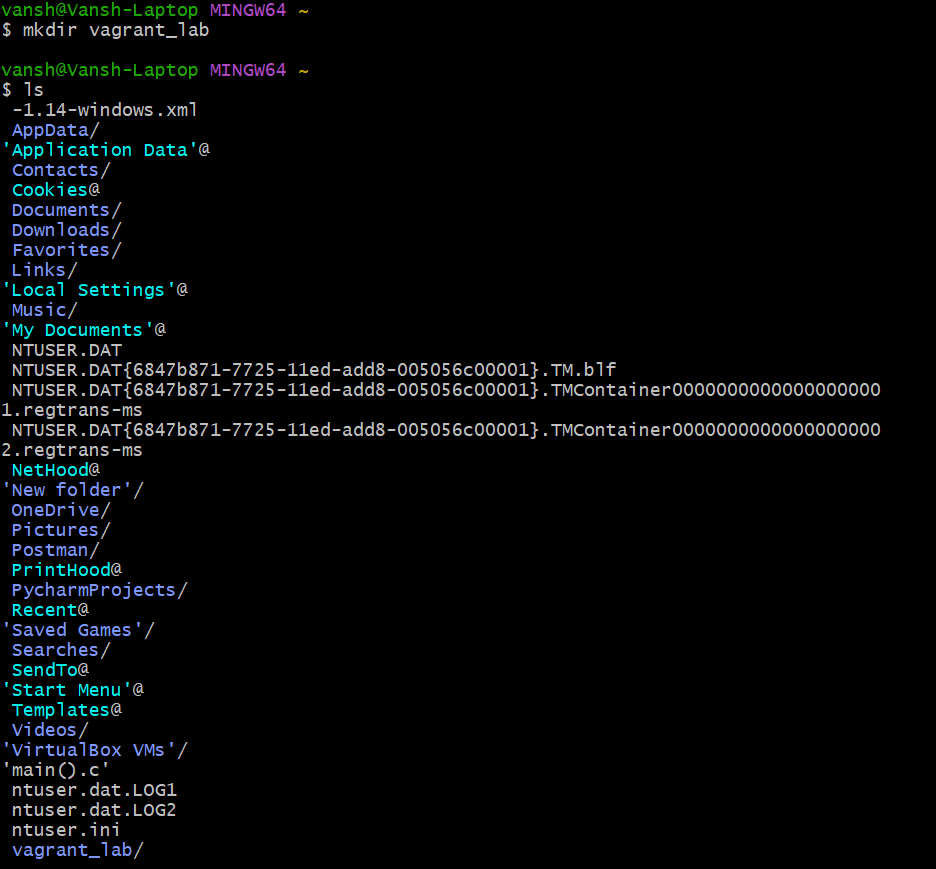 vansh@Vansh-Laptop MINGW64 ~
$ mkdir vagrant_lab
vansh@Vansh-Laptop MINGW64 ~
$ ls
-1.14-windows.xml
AppData/
'Application Data'@
Contacts/
Cookies@
Documents/
Downloads/
Favorites/
Links/
'Local Settings'@
Music/
'My Documents'@
NTUSER.DAT
NTUSER.DAT{6847b871-7725-11ed-add8-005056c00001}.TM.blf
NTUSER.DAT{6847b871-7725-11ed-add8-005056c00001}.TMContainer0000000000000000000
1.regtrans-ms
NTUSER.DAT{6847b871-7725-11ed-add8-005056c00001}.TMContainer0000000000000000000
2.regtrans-ms
NetHood@
'New folder'/
OneDrive/
Pictures/
Postman/
PrintHood@
PycharmProjects/
Recent@
'Saved Games'/
Searches/
SendTo@
'Start Menu'@
Templates@
Videos/
'VirtualBox VMs'/
'main().c'
ntuser.dat.LOG1
ntuser.dat.LOG2
ntuser.ini
vagrant_lab/